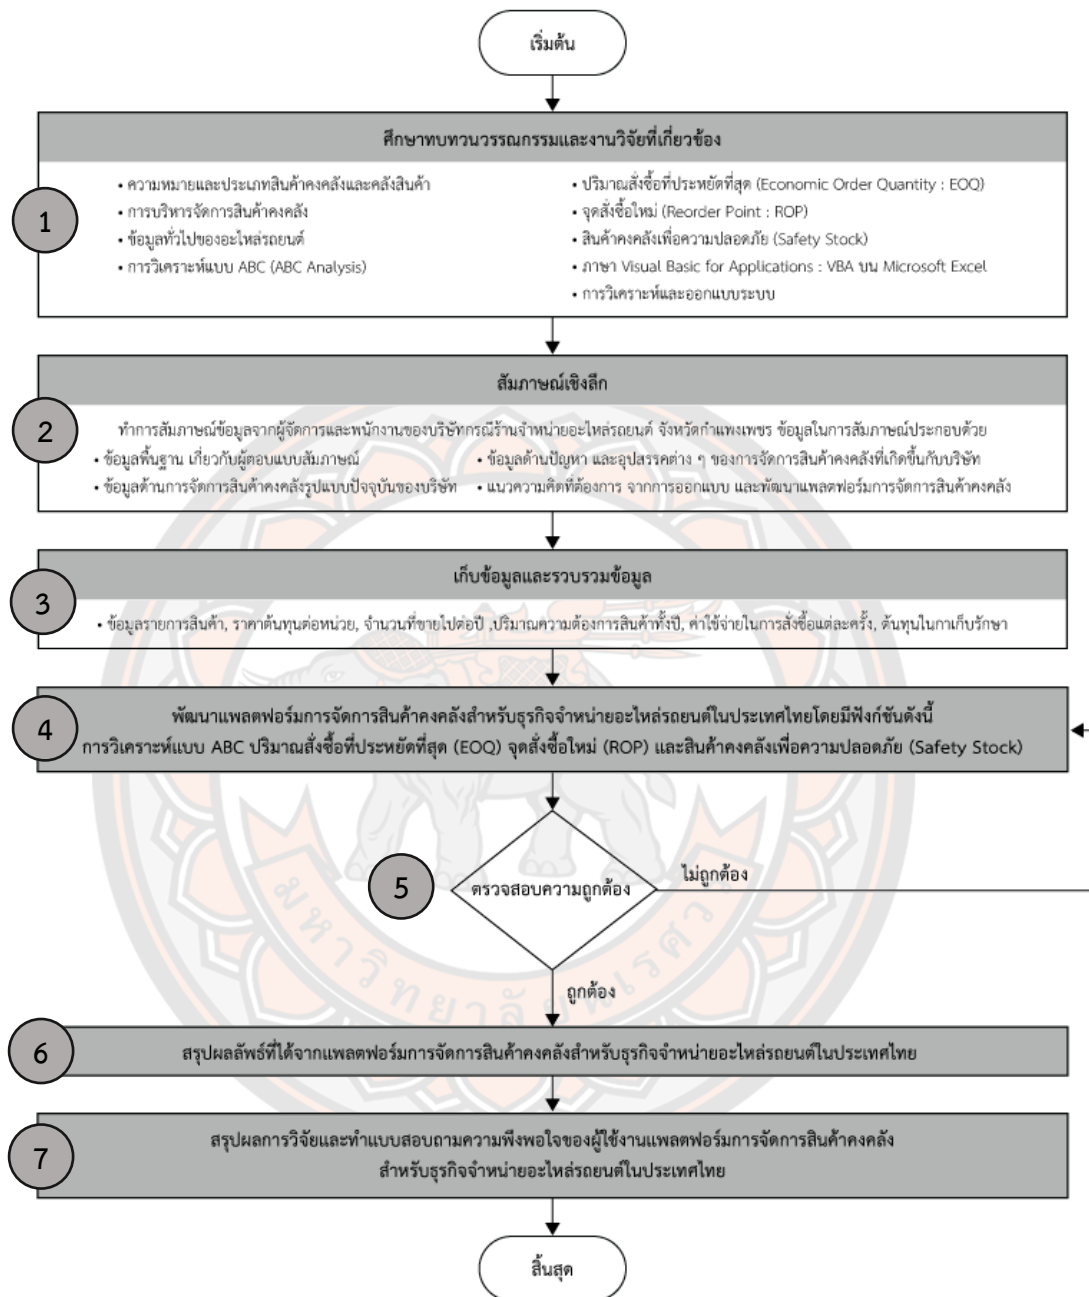 เริ่มต้น
ศึกษาทบทวนวรรณกรรมและงานวิจัยที่เกี่ยวข้อง
1
• ความหมายและประเภทสินค้าคงคลังและคลังสินค้า
• การบริหารจัดการสินค้าคงคลัง
• ข้อมูลทั่วไปของอะไหล่รถยนต์
• การวิเคราะห์แบบ ABC (ABC Analysis)
• ปริมาณสั่งซื้อที่ประหยัดที่สุด (Economic Order Quantity : EOQ)
• จุดสั่งซื้อใหม่ (Reorder Point : ROP)
• สินค้าคงคลังเพื่อความปลอดภัย (Safety Stock)
• ภาษา Visual Basic for Applications : VBA บน Microsoft Excel
• การวิเคราะห์และออกแบบระบบ
สัมภาษณ์เชิงลึก
2
ทำการสัมภาษณ์ข้อมูลจากผู้จัดการและพนักงานของบริษัทกรณีร้านจำหน่ายอะไหล่รถยนต์ จังหวัดกำแพงเพชร ข้อมูลในการสัมภาษณ์ประกอบด้วย
• ข้อมูลพื้นฐาน เกี่ยวกับผู้ตอบแบบสัมภาษณ์
• ข้อมูลด้านปัญหา และอุปสรรคต่าง ๆ ของการจัดการสินค้าคงคลังที่เกิดขึ้นกับบริษัท
• ข้อมูลด้านการจัดการสินค้าคงคลังรูปแบบปัจจุบันของบริษัท
• แนวความคิดที่ต้องการ จากการออกแบบ และพัฒนาแพลตฟอร์มการจัดการสินค้าคงคลัง
เก็บข้อมูลและรวบรวมข้อมูล
3
• ข้อมูลรายการสินค้า, ราคาต้นทุนต่อหน่วย, จำนวนที่ขายไปต่อปี ,ปริมาณความต้องการสินค้าทั้งปี, ค่าใช้จ่ายในการสั่งซื้อแต่ละครั้ง, ต้นทุนในกาเก็บรักษา
4
พัฒนาแพลตฟอร์มการจัดการสินค้าคงคลังสำหรับธุรกิจจำหน่ายอะไหล่รถยนต์ในประเทศไทยโดยมีฟังก์ชันดังนี้
การวิเคราะห์แบบ ABC ปริมาณสั่งซื้อที่ประหยัดที่สุด (EOQ) จุดสั่งซื้อใหม่ (ROP) และสินค้าคงคลังเพื่อความปลอดภัย (Safety Stock)
5
ตรวจสอบความถูกต้อง
ไม่ถูกต้อง
ถูกต้อง
มหาวิทยาลัยนเรศวร
6
สรุปผลลัพธ์ที่ได้จากแพลตฟอร์มการจัดการสินค้าคงคลังสำหรับธุรกิจจำหน่ายอะไหล่รถยนต์ในประเทศไทย
7
สรุปผลการวิจัยและทำแบบสอบถามความพึงพอใจของผู้ใช้งานแพลตฟอร์มการจัดการสินค้าคงคลัง
สำหรับธุรกิจจำหน่ายอะไหล่รถยนต์ในประเทศไทย
สิ้นสุด